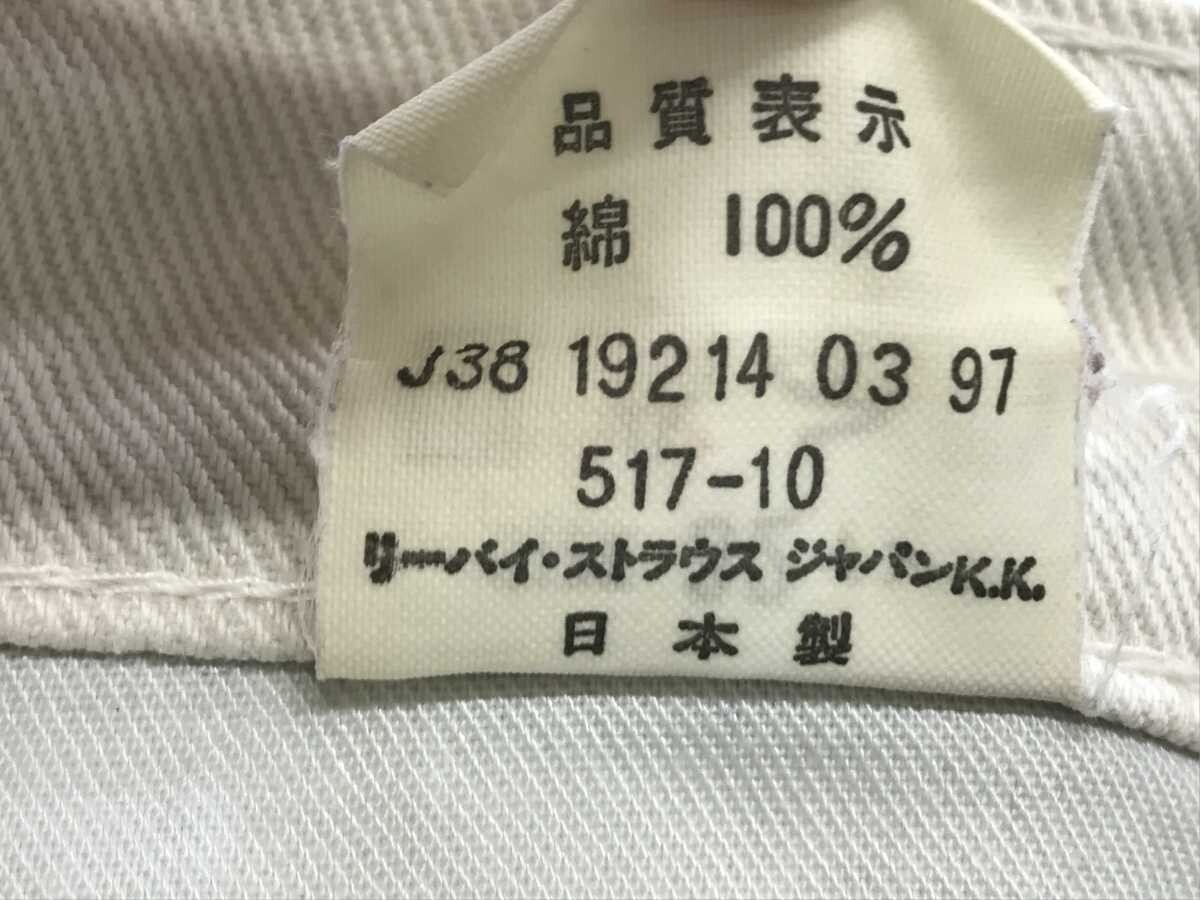 品質表示
綿 100%
J38 19214 03 97
517-10
リーバイ・ストラウス ジャパンK.K.
日本製